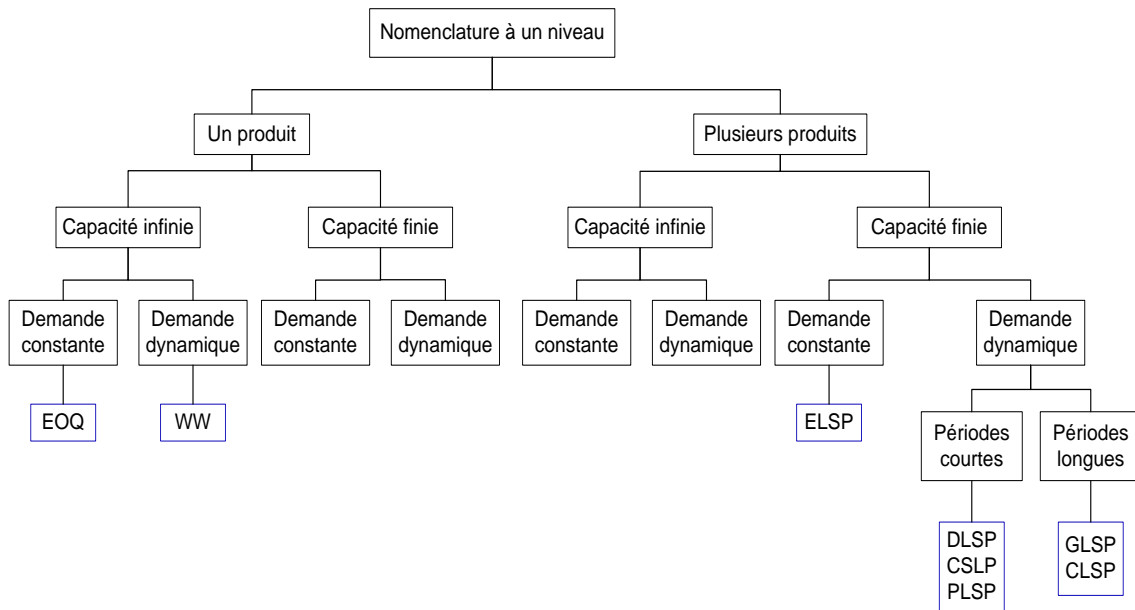 Nomenclature à un niveau
Un produit
Plusieurs produits
Capacité infinie
Capacité finie
Capacité infinie
Capacité finie
Demande
constante
Demande
dynamique
Demande
constante
Demande
dynamique
Demande
constante
Demande
dynamique
Demande
constante
Demande
dynamique
EOQ
WW
ELSP
Périodes
courtes
Périodes
longues
DLSP
CSLP
PLSP
GLSP
CLSP